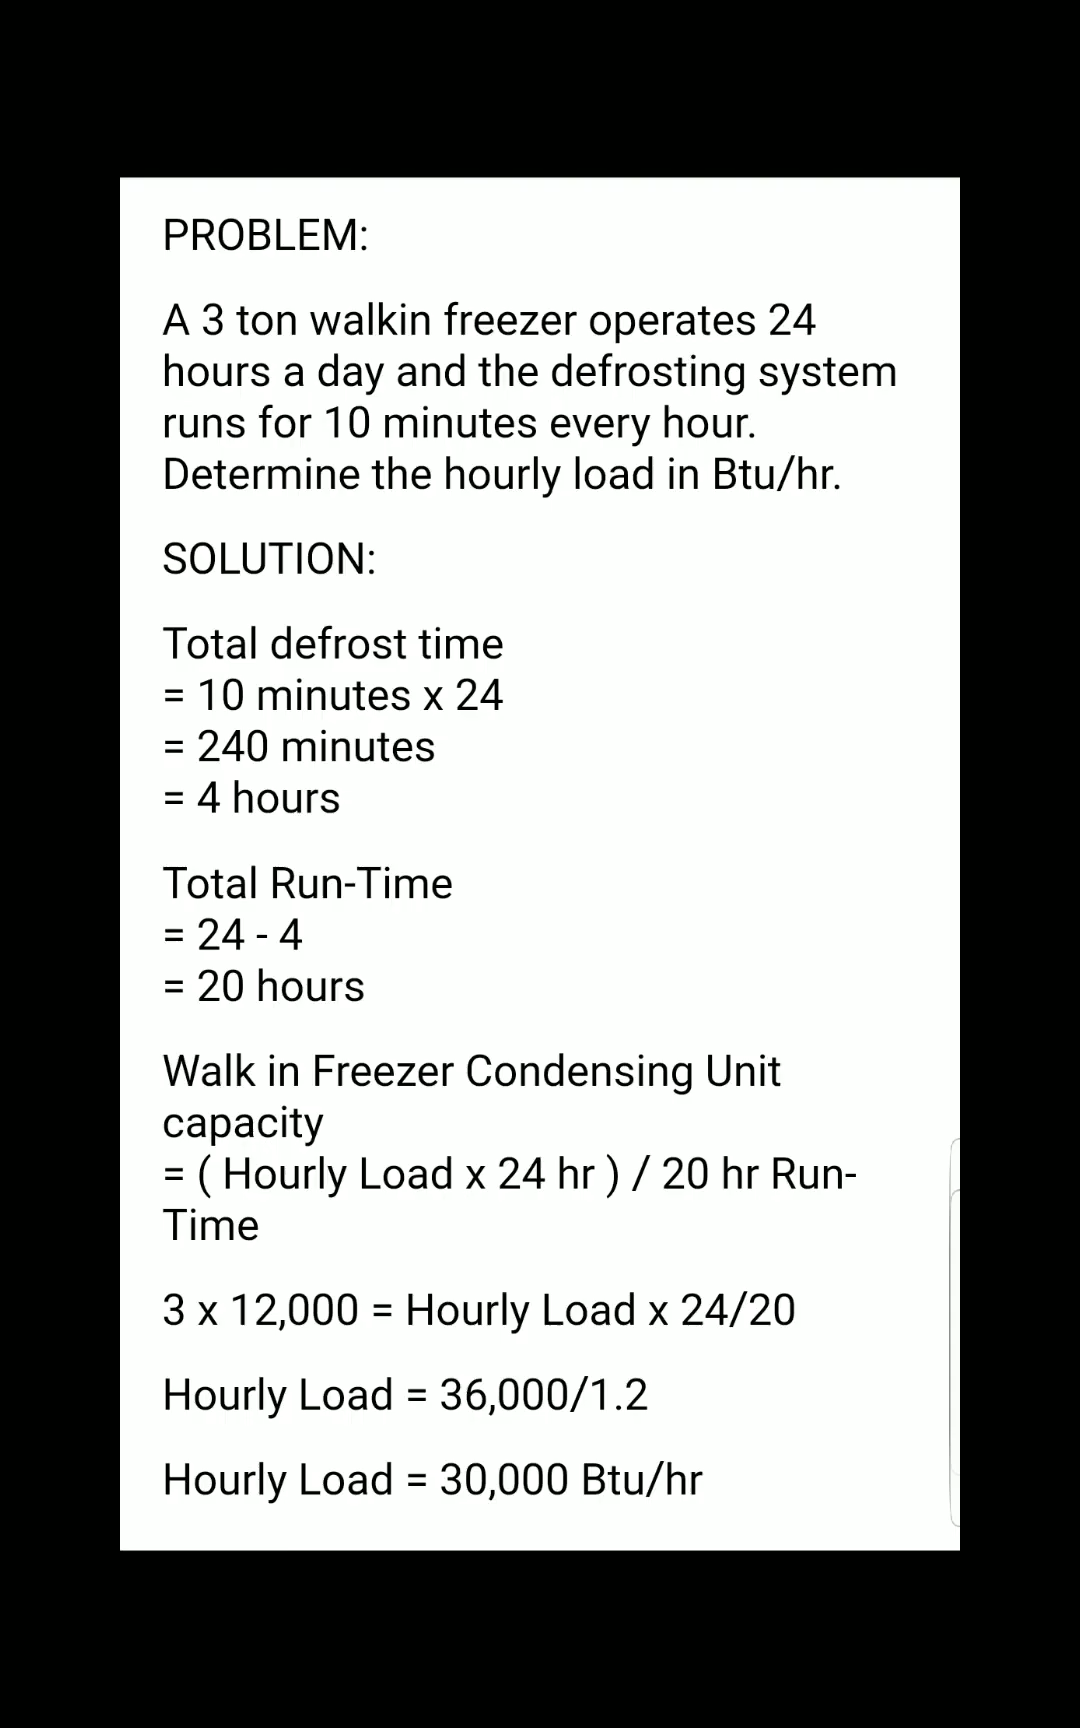 PROBLEM:
A 3 ton walkin freezer operates 24
hours a day and the defrosting system
runs for 10 minutes every hour.
Determine the hourly load in Btu/hr.
SOLUTION:
Total defrost time
= 10 minutes x 24
= 240 minutes
= 4 hours
Total Run-Time
= 24 - 4
= 20 hours
Walk in Freezer Condensing Unit
capacity
= ( Hourly Load x 24 hr ) / 20 hr Run-
Time
3 x 12,000 = Hourly Load x 24/20
Hourly Load = 36,000/1.2
Hourly Load = 30,000 Btu/hr